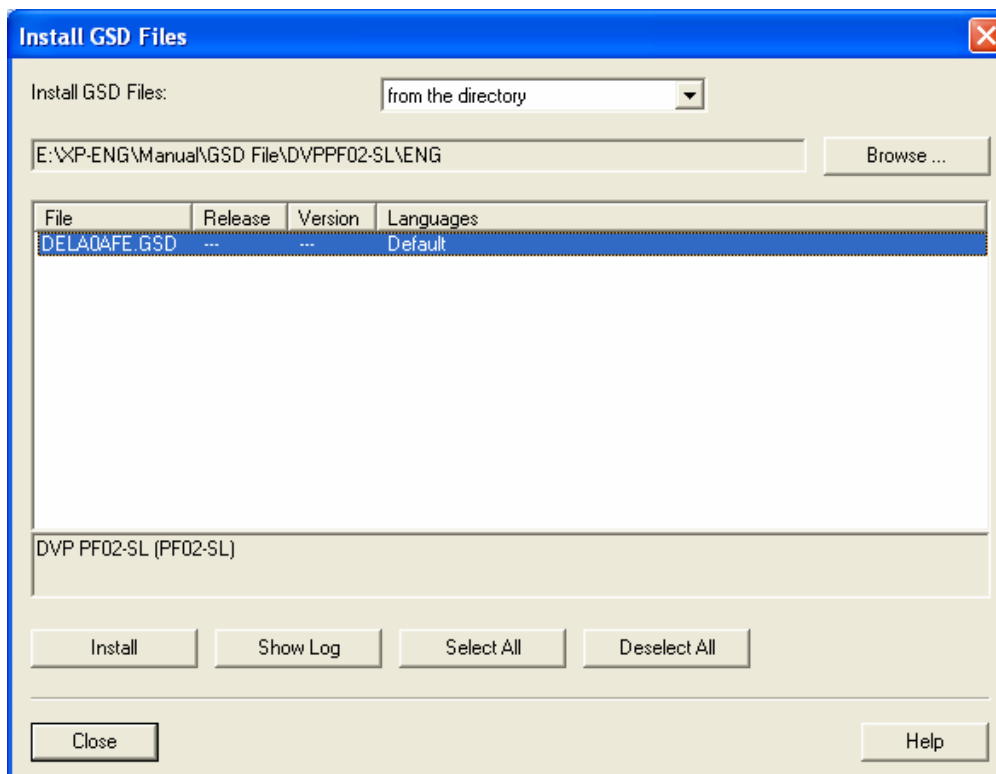 Install GSD Files
Install GSD Files: from the directory
E:\XP-ENG\Manual\GSD File\DVPPF02-SL\ENG Browse ...
File Release Version Languages
DELA0AFE.GSD --- --- Default
DVP PF02-SL (PF02-SL)
Install Show Log Select All Deselect All
Close Help